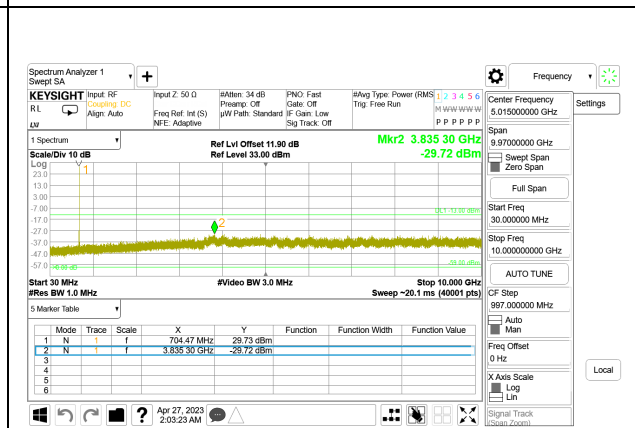 Spectrum Analyzer 1
Swept SA
+
Frequency
KEYSIGHT
RL
LXI
Input: RF
Coupling: DC
Align: Auto
Input Z: 50 Ω
Freq Ref: Int (S)
NFE: Adaptive
#Atten: 34 dB
Preamp: Off
µW Path: Standard
PNO: Fast
Gate: Off
IF Gain: Low
Sig Track: Off
#Avg Type: Power (RMS
Trig: Free Run
1 2 3 4 5 6
M W W W W W
P P P P P P
Center Frequency
5.015000000 GHz
Settings
Span
9.97000000 GHz
Swept Span
Zero Span
Full Span
Start Freq
30.000000 MHz
Stop Freq
10.000000000 GHz
AUTO TUNE
CF Step
997.000000 MHz
Auto
Man
Freq Offset
0 Hz
X Axis Scale
Log
Lin
Signal Track
(Span Zoom)
Local
1 Spectrum
Scale/Div 10 dB
Ref Lvl Offset 11.90 dB
Ref Level 33.00 dBm
Mkr2 3.835 30 GHz
-29.72 dBm
Log
23.0
13.0
3.00
-7.00
-17.0
-27.0
-37.0
-47.0
-57.0
1
2
DL1 -13.00 dBm
Start 30 MHz
#Res BW 1.0 MHz
#Video BW 3.0 MHz
Stop 10.000 GHz
Sweep ~20.1 ms (40001 pts)
5 Marker Table
Mode Trace Scale X Y Function Function Width Function Value
1 N 1 f 704.47 MHz 29.73 dBm
2 N 1 f 3.835 30 GHz -29.72 dBm
3
4
5
6
?
Apr 27, 2023
2:03:23 AM